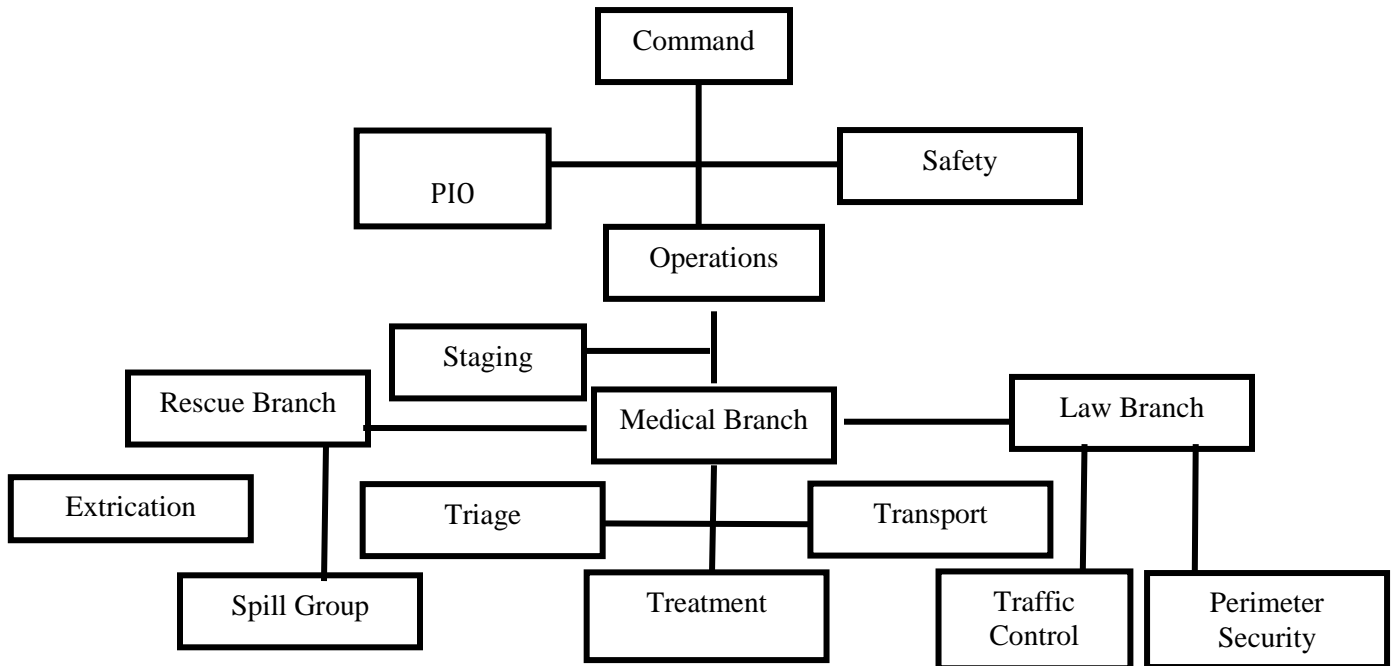 Command
PIO
Safety
Operations
Staging
Rescue Branch
Medical Branch
Law Branch
Extrication
Triage
Transport
Spill Group
Treatment
Traffic
Control
Perimeter
Security